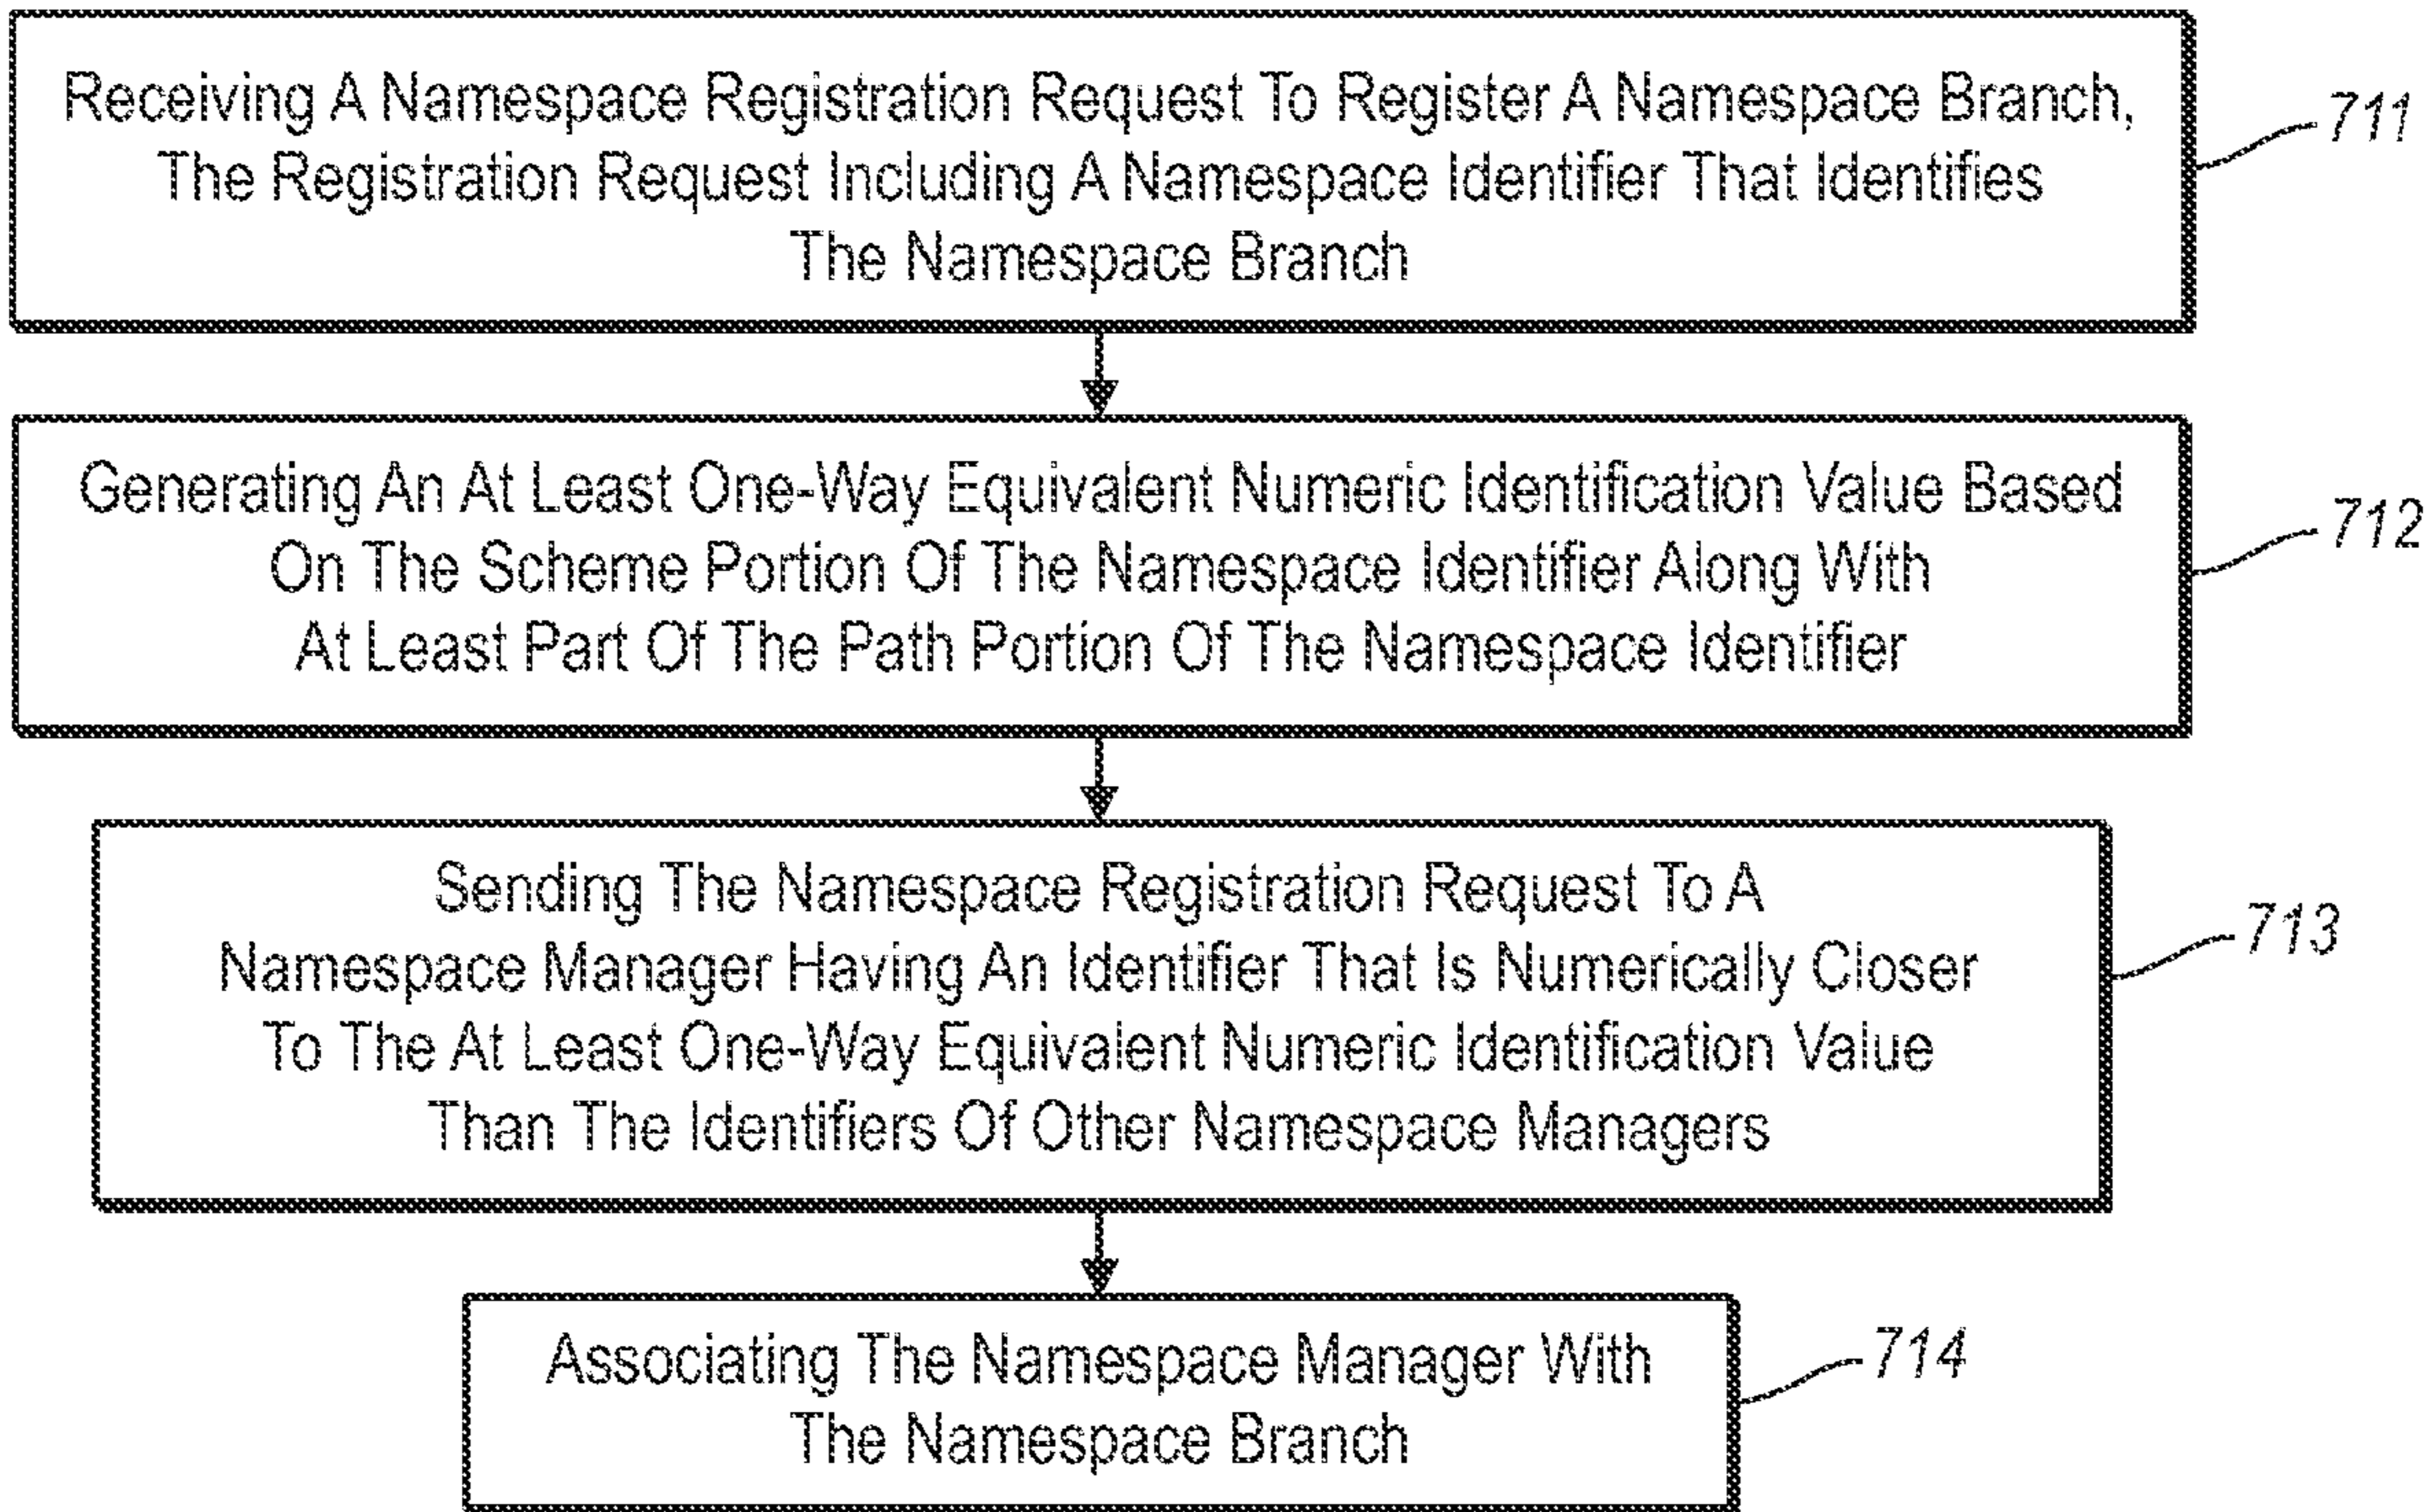 Receiving A Namespace Registration Request To Register A Namespace Branch,
The Registration Request Including A Namespace Identifier That Identifies
The Namespace Branch
711
Generating An At Least One-Way Equivalent Numeric Identification Value Based
On The Scheme Portion Of The Namespace Identifier Along With
At Least Part Of The Path Portion Of The Namespace Identifier
712
Sending The Namespace Registration Request To A
Namespace Manager Having An Identifier That Is Numerically Closer
To The At Least One-Way Equivalent Numeric Identification Value
Than The Identifiers Of Other Namespace Managers
713
Associating The Namespace Manager With
The Namespace Branch
714